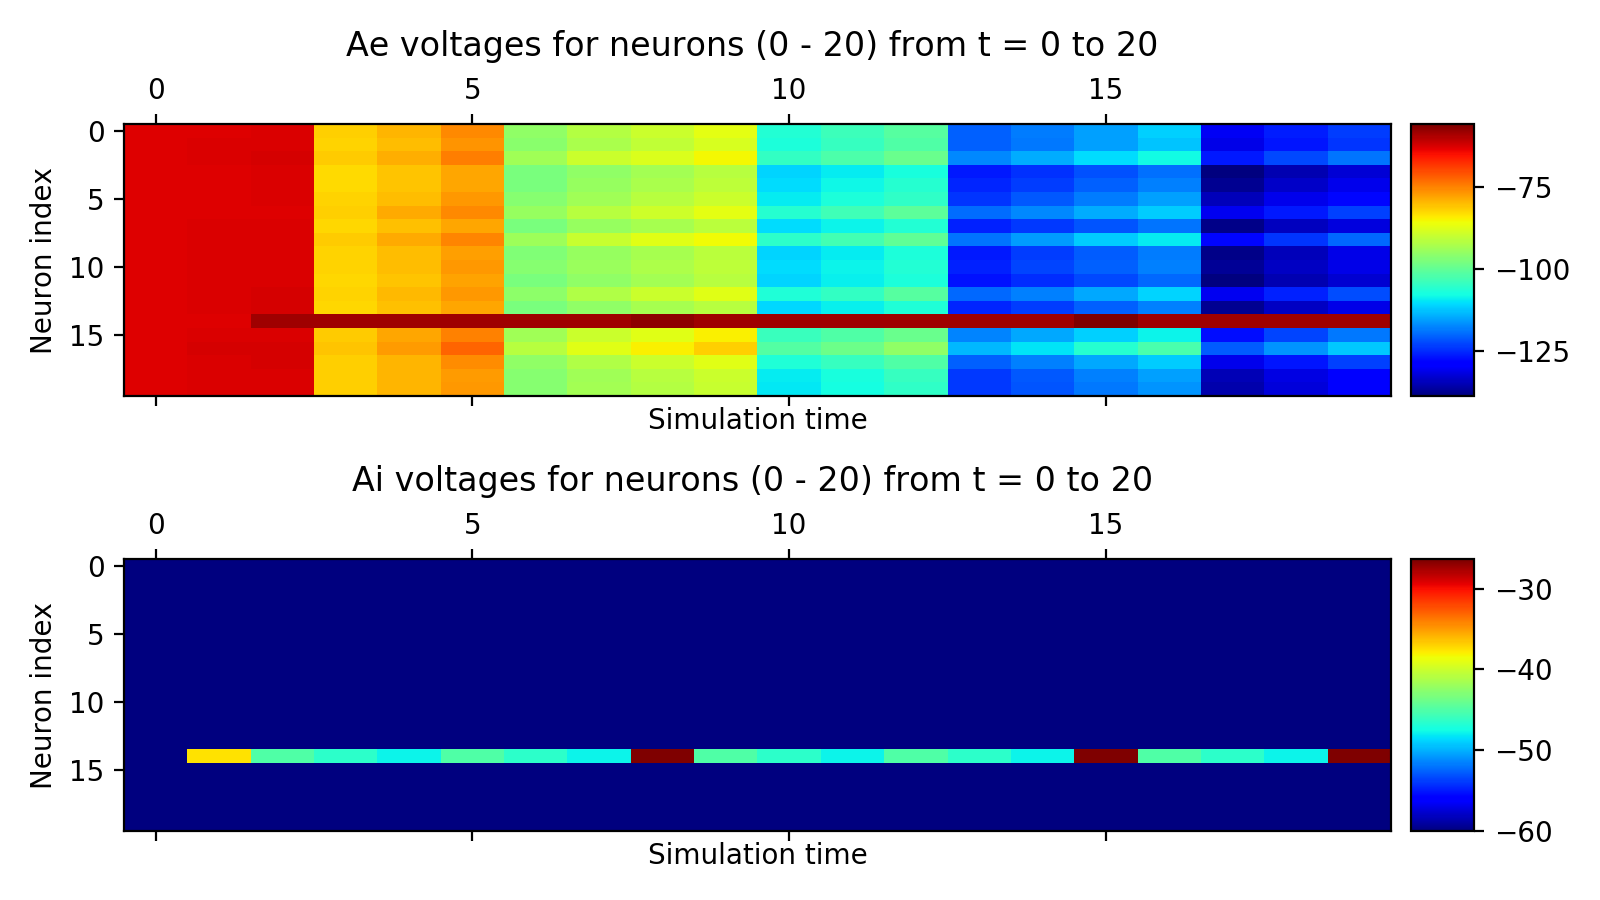 Ae voltages for neurons (0 - 20) from t = 0 to 20
0 5 10 15
Neuron index
0
5
10
15
Simulation time
−75
−100
−125
Ai voltages for neurons (0 - 20) from t = 0 to 20
0 5 10 15
Neuron index
0
5
10
15
Simulation time
−30
−40
−50
−60